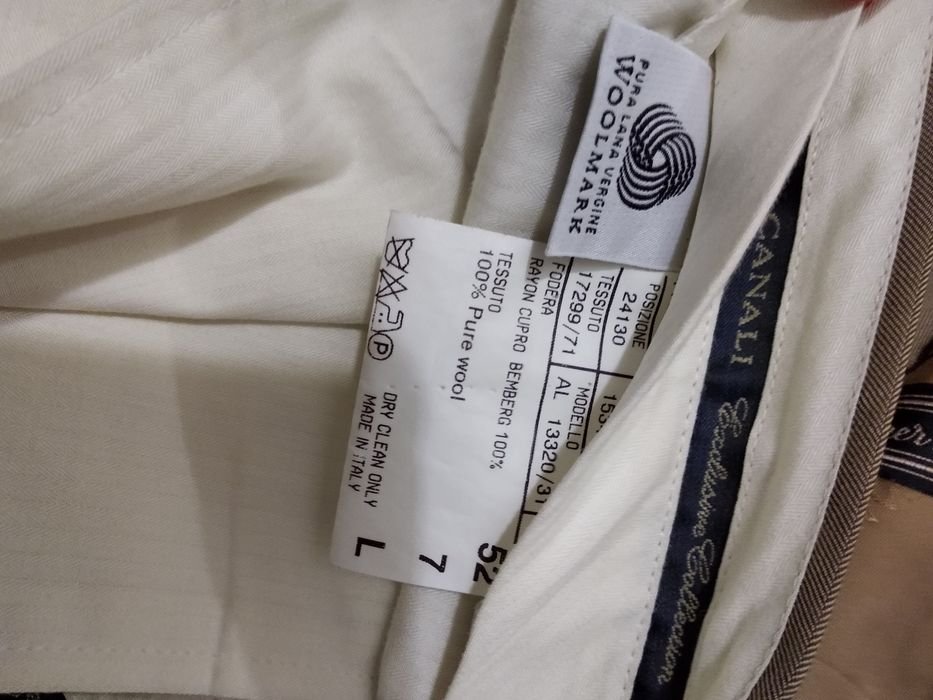 PURA LANA VERGINE
WOOLMARK
POSIZIONE
24130
TESSUTO
17299/71
MODELLO
AL 13320/31
FODERA
RAYON CUPRO BEMBERG 100%
TESSUTO
100% Pure wool
P
DRY CLEAN ONLY
MADE IN ITALY
52
7
L
CANALI Exclusive Collection